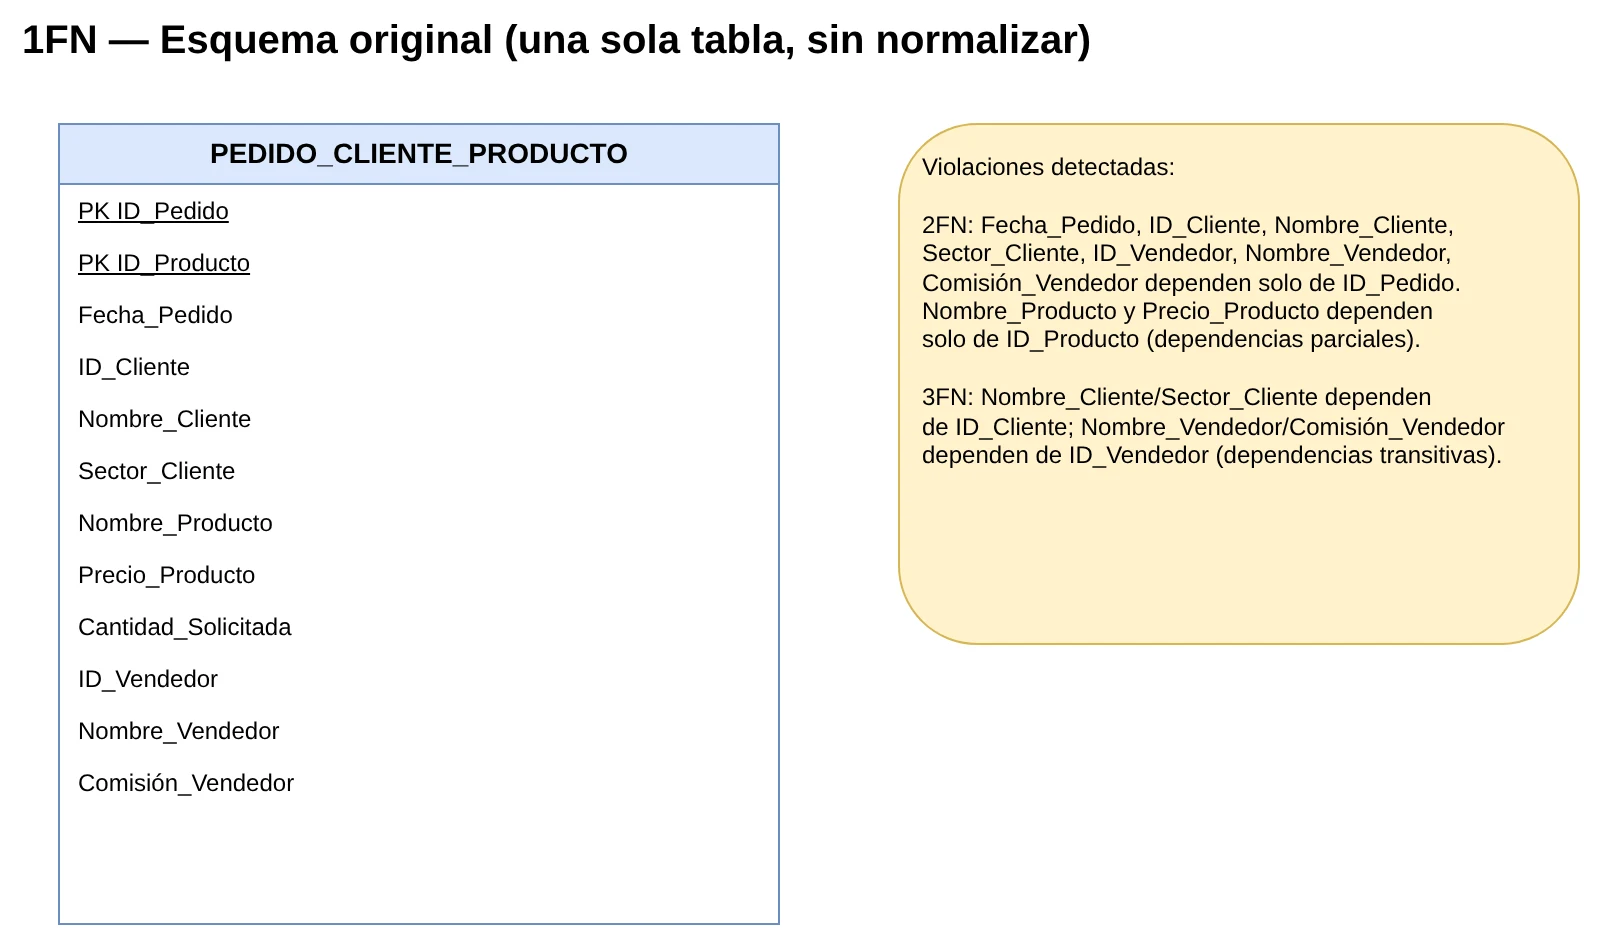 1FN — Esquema original (una sola tabla, sin normalizar)
PEDIDO_CLIENTE_PRODUCTO
PK ID_Pedido
PK ID_Producto
Fecha_Pedido
ID_Cliente
Nombre_Cliente
Sector_Cliente
Nombre_Producto
Precio_Producto
Cantidad_Solicitada
ID_Vendedor
Nombre_Vendedor
Comisión_Vendedor
Violaciones detectadas:
2FN: Fecha_Pedido, ID_Cliente, Nombre_Cliente,
Sector_Cliente, ID_Vendedor, Nombre_Vendedor,
Comisión_Vendedor dependen solo de ID_Pedido.
Nombre_Producto y Precio_Producto dependen
solo de ID_Producto (dependencias parciales).
3FN: Nombre_Cliente/Sector_Cliente dependen
de ID_Cliente; Nombre_Vendedor/Comisión_Vendedor
dependen de ID_Vendedor (dependencias transitivas).